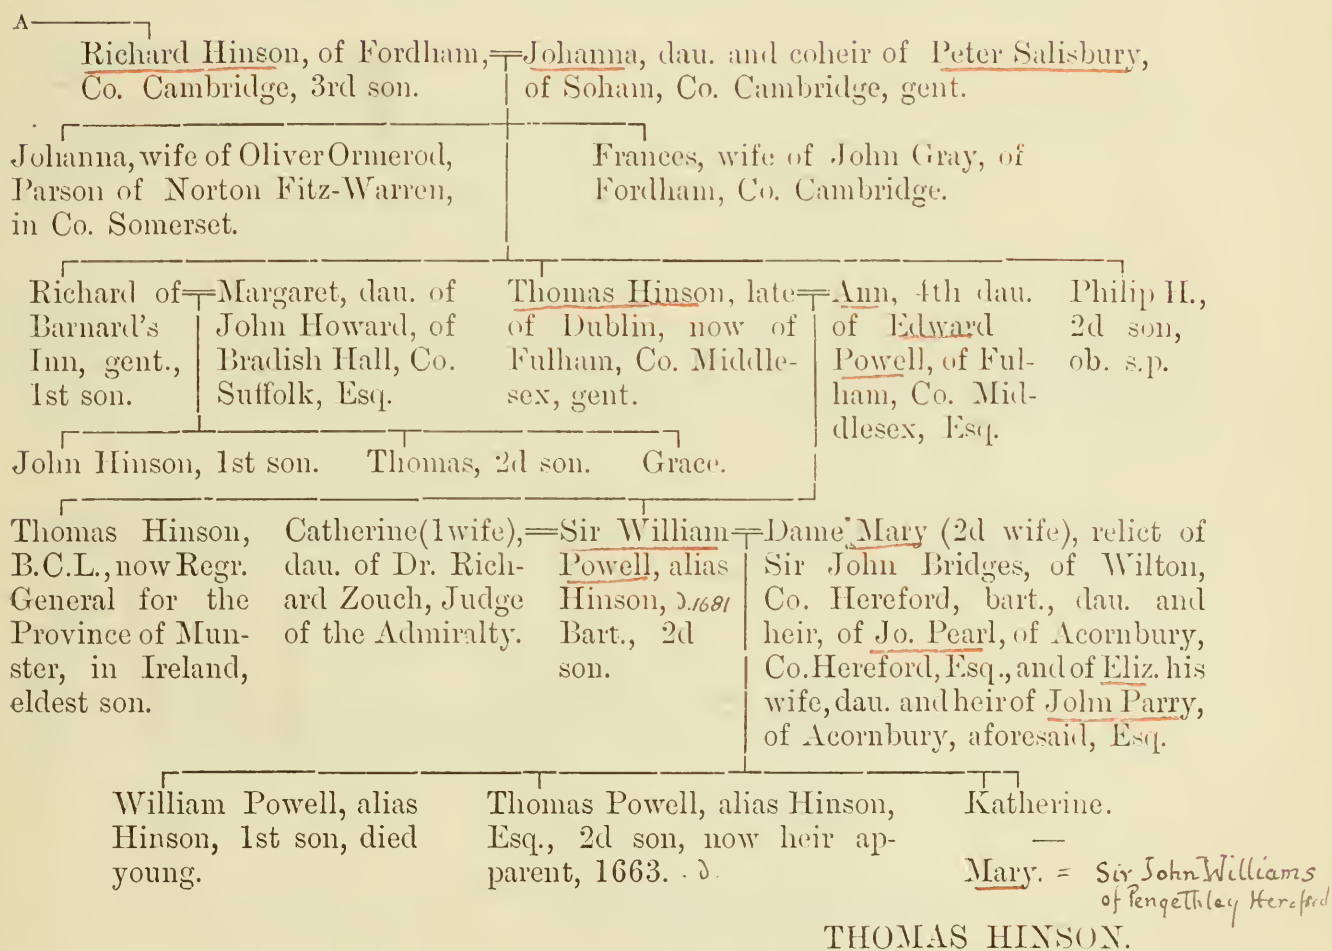 A
Richard Hinson, of Fordham,
Co. Cambridge, 3rd son.
Johanna, dau. and coheir of Peter Salisbury,
of Soham, Co. Cambridge, gent.
Johanna, wife of Oliver Ormerod,
Parson of Norton Fitz-Warren,
in Co. Somerset.
Frances, wife of John Gray, of
Fordham, Co. Cambridge.
Richard of
Barnard's
Inn, gent.,
1st son.
Margaret, dau. of
John Howard, of
Bradish Hall, Co.
Suffolk, Esq.
Thomas Hinson, late
of Dublin, now of
Fulham, Co. Middle-
sex, gent.
Ann, 4th dau.
of Edward
Powell, of Ful-
ham, Co. Mid-
dlesex, Esq.
Philip H.,
2d son,
ob. s.p.
John Hinson, 1st son.
Thomas, 2d son.
Grace.
Thomas Hinson,
B.C.L., now Regr.
General for the
Province of Mun-
ster, in Ireland,
eldest son.
Catherine (1 wife), =
dau. of Dr. Rich-
ard Zouch, Judge
of the Admiralty.
Sir William
Powell, alias
Hinson, d. 1681
Bart., 2d
son.
Dame Mary (2d wife), relict of
Sir John Bridges, of Wilton,
Co. Hereford, bart., dau. and
heir, of Jo. Pearl, of Acornbury,
Co. Hereford, Esq., and of Eliz. his
wife, dau. and heir of John Parry,
of Acornbury, aforesaid, Esq.
William Powell, alias
Hinson, 1st son, died
young.
Thomas Powell, alias Hinson,
Esq., 2d son, now heir ap-
parent, 1663. . d.
Katherine.
—
Mary. = Sir John Williams
of Pengethley Hereford
THOMAS HINSON.